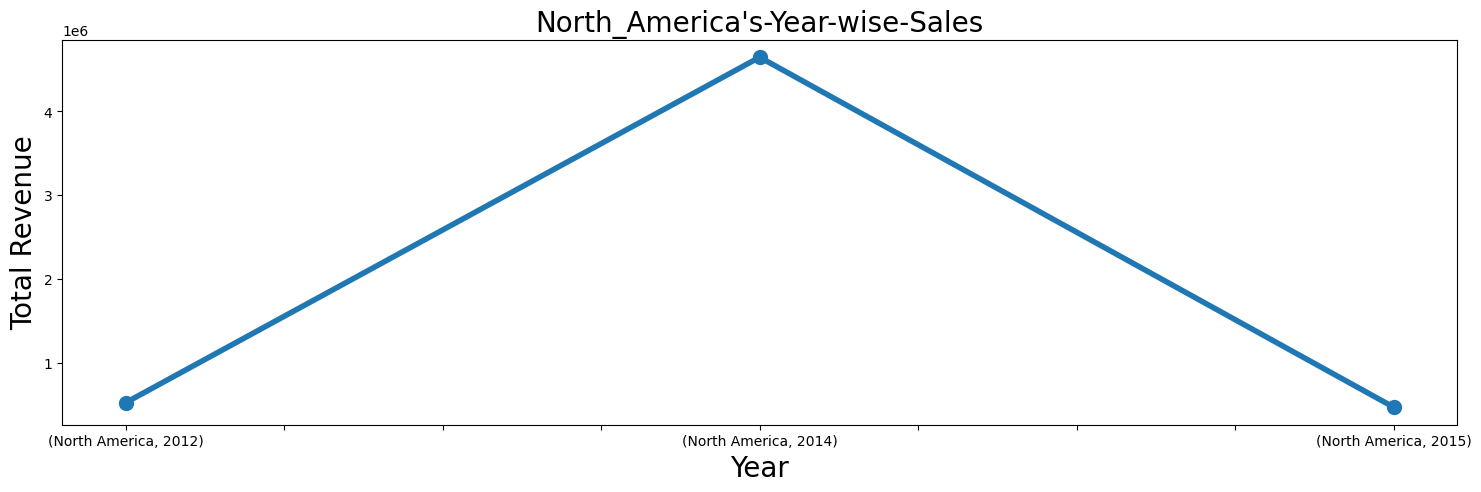 North_America's-Year-wise-Sales
1e6
Total Revenue
4
3
2
1
(North America, 2012)
(North America, 2014)
(North America, 2015)
Year